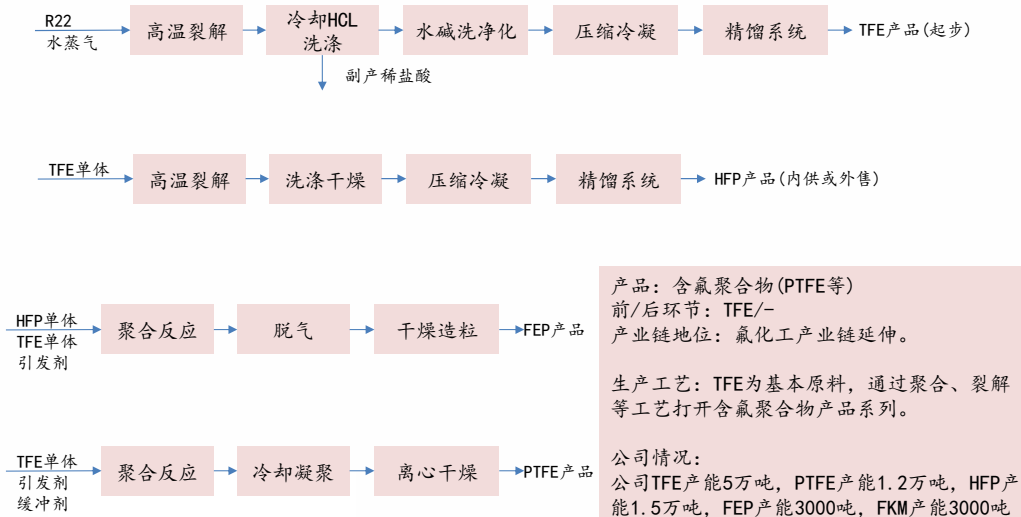 R22
水蒸气
高温裂解
冷却HCL
洗涤
水碱洗净化
压缩冷凝
精馏系统
TFE产品(起步)
副产稀盐酸
TFE单体
高温裂解
洗涤干燥
压缩冷凝
精馏系统
HFP产品(内供或外售)
HFP单体
TFE单体
引发剂
聚合反应
脱气
干燥造粒
FEP产品
TFE单体
引发剂
缓冲剂
聚合反应
冷却凝聚
离心干燥
PTFE产品
产品: 含氟聚合物(PTFE等)
前/后环节: TFE/-
产业链地位: 氟化工产业链延伸。
生产工艺: TFE为基本原料, 通过聚合、裂解
等工艺打开含氟聚合物产品系列。
公司情况:
公司TFE产能5万吨, PTFE产能1.2万吨, HFP产
能1.5万吨, FEP产能3000吨, FKM产能3000吨